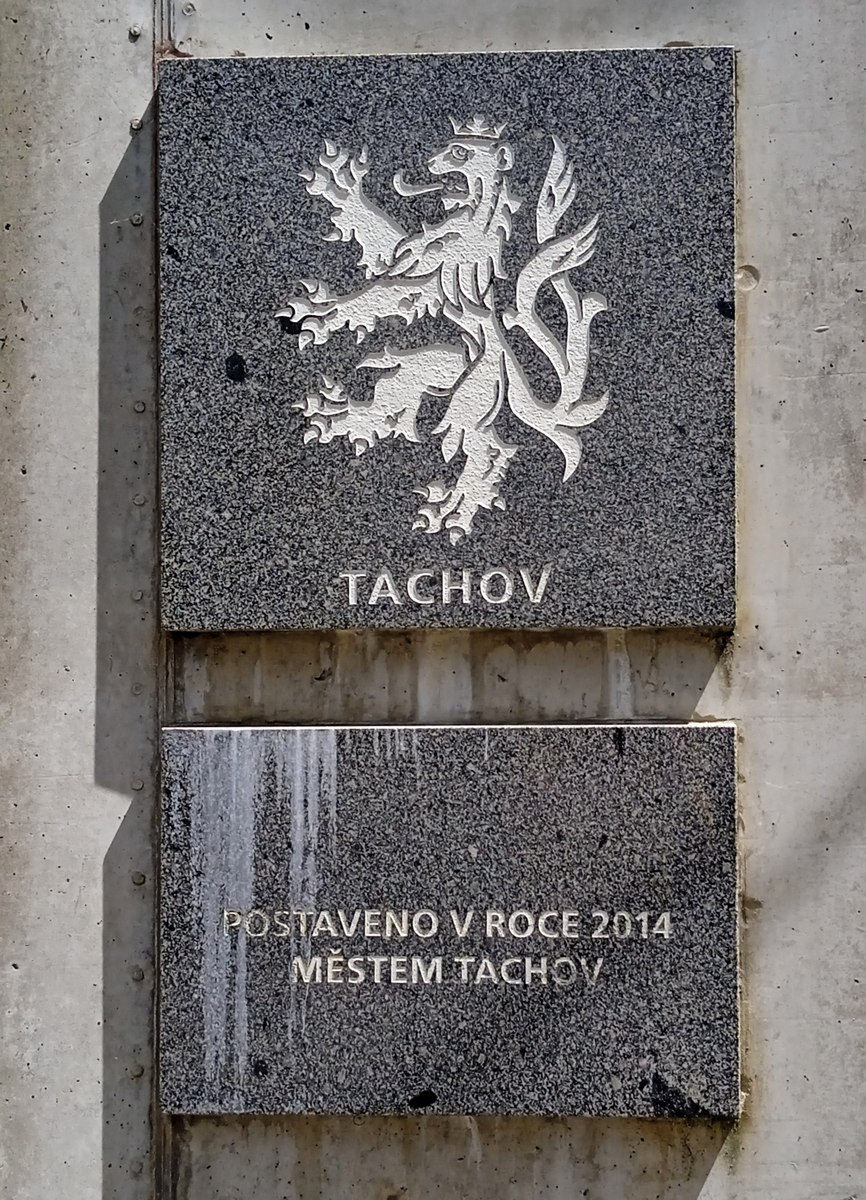 TACHOV
POSTAVENO V ROCE 2014
MĚSTEM TACHOV